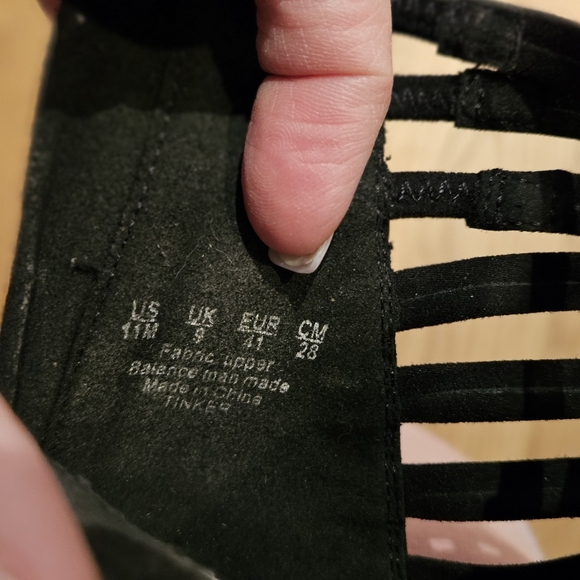 US UK EUR CM
11M 9 41 28
Fabric upper
Balance man made
Made in China
TINKER